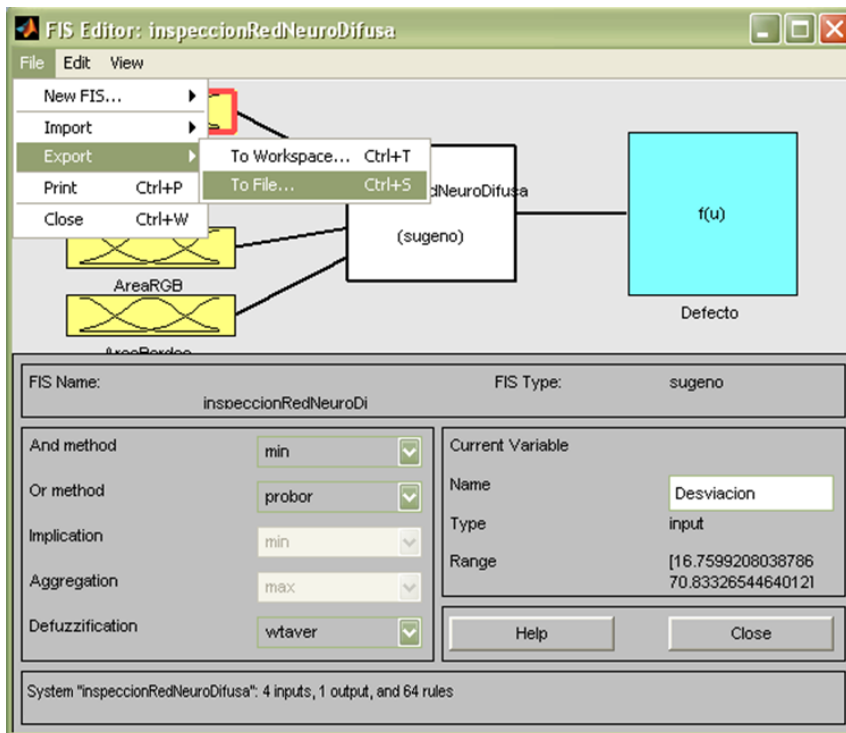 FIS Editor: inspeccionRedNeuroDifusa
File Edit View
New FIS...
Import
Export
Print Ctrl+P
Close Ctrl+W
To Workspace... Ctrl+T
To File... Ctrl+S
dNeuroDifusa
(sugeno)
f(u)
AreaRGB
Defecto
AreaBordes
FIS Name: FIS Type: sugeno
inspeccionRedNeuroDi
And method min
Or method probor
Implication min
Aggregation max
Defuzzification wtaver
Current Variable
Name Desviacion
Type input
Range [16.7599208038786
70.8332654464012]
Help Close
System "inspeccionRedNeuroDifusa": 4 inputs, 1 output, and 64 rules